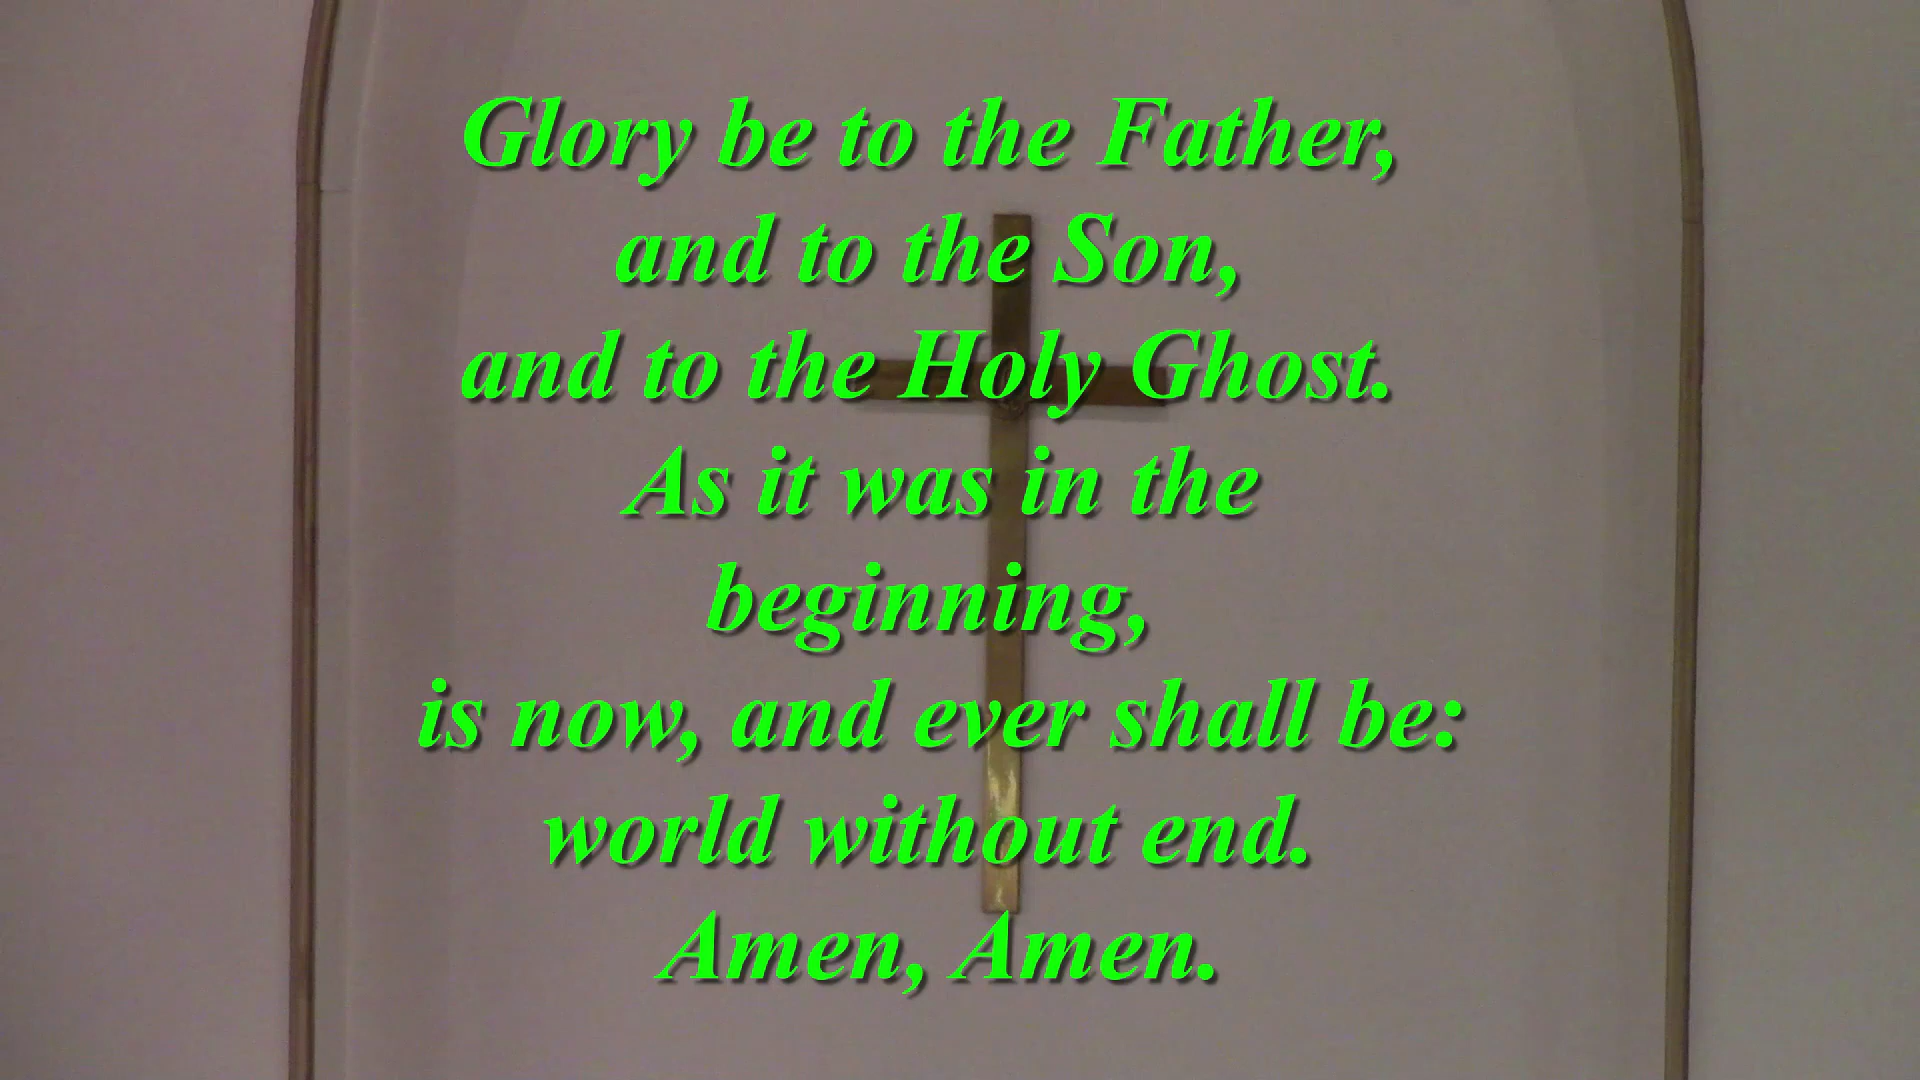 Glory be to the Father,
and to the Son,
and to the Holy Ghost.
As it was in the
beginning,
is now, and ever shall be:
world without end.
Amen, Amen.